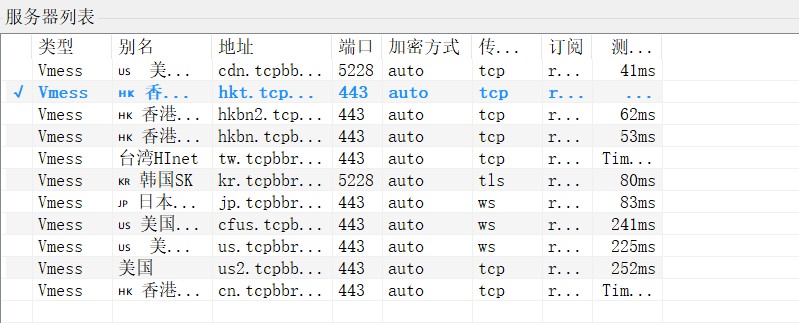 服务器列表
类型 别名 地址 端口 加密方式 传... 订阅 测...
Vmess US 美... cdn.tcpbb... 5228 auto tcp r... 41ms
√ Vmess HK 香... hkt.tcp... 443 auto tcp r... ...
Vmess HK 香港... hkbn2.tcp... 443 auto tcp r... 62ms
Vmess HK 香港... hkbn.tcpb... 443 auto tcp r... 53ms
Vmess 台湾HInet tw.tcpbbr... 443 auto tcp r... Tim...
Vmess KR 韩国SK kr.tcpbbr... 5228 auto tls r... 80ms
Vmess JP 日本... jp.tcpbbr... 443 auto ws r... 83ms
Vmess US 美国... cfus.tcpb... 443 auto ws r... 241ms
Vmess US 美... us.tcpbbr... 443 auto ws r... 225ms
Vmess 美国 us2.tcpbb... 443 auto tcp r... 252ms
Vmess HK 香港... cn.tcpbbr... 443 auto tcp r... Tim...